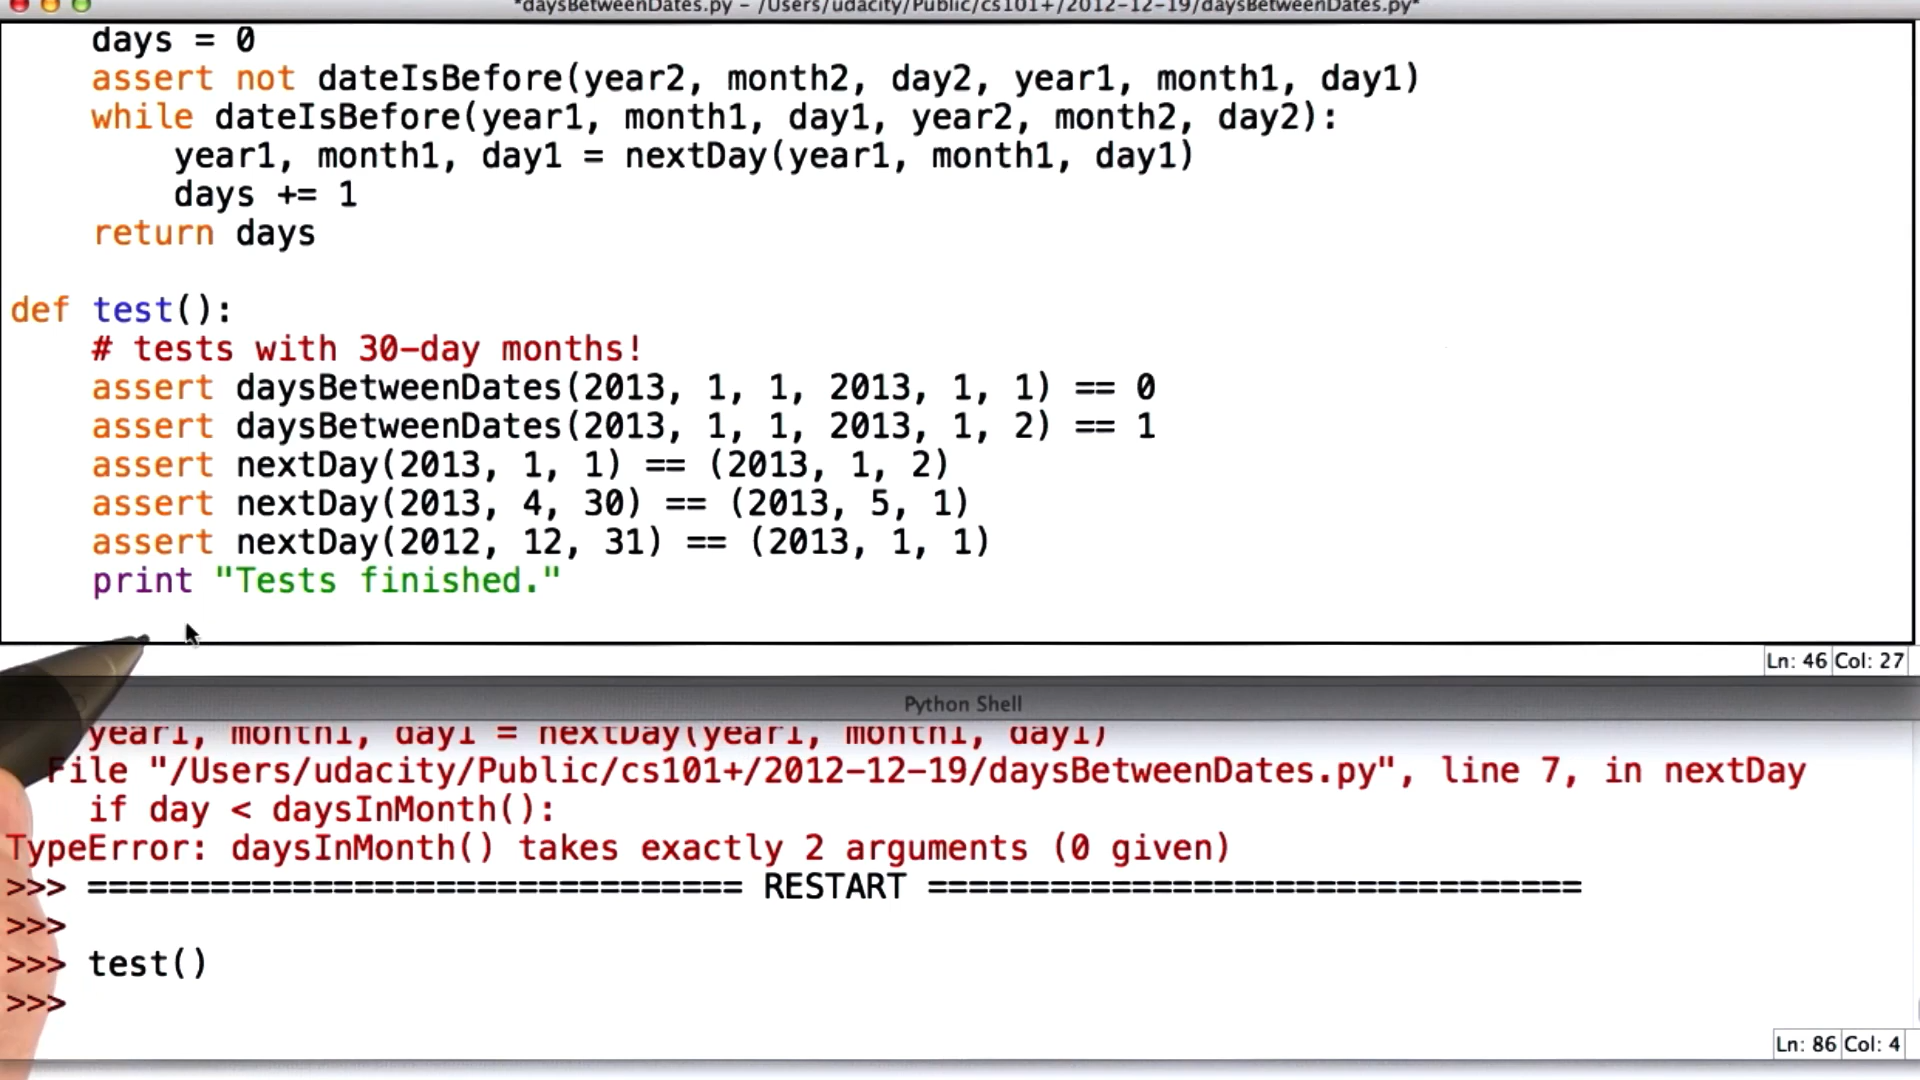 *daysBetweenDates.py - /Users/udacity/Public/cs101+/2012-12-19/daysBetweenDates.py*
    days = 0
    assert not dateIsBefore(year2, month2, day2, year1, month1, day1)
    while dateIsBefore(year1, month1, day1, year2, month2, day2):
        year1, month1, day1 = nextDay(year1, month1, day1)
        days += 1
    return days

def test():
    # tests with 30-day months!
    assert daysBetweenDates(2013, 1, 1, 2013, 1, 1) == 0
    assert daysBetweenDates(2013, 1, 1, 2013, 1, 2) == 1
    assert nextDay(2013, 1, 1) == (2013, 1, 2)
    assert nextDay(2013, 4, 30) == (2013, 5, 1)
    assert nextDay(2012, 12, 31) == (2013, 1, 1)
    print "Tests finished."
Ln: 46 Col: 27
Python Shell
    year1, month1, day1 = nextDay(year1, month1, day1)
  File "/Users/udacity/Public/cs101+/2012-12-19/daysBetweenDates.py", line 7, in nextDay
    if day < daysInMonth():
TypeError: daysInMonth() takes exactly 2 arguments (0 given)
>>> ================================ RESTART ================================
>>>
>>> test()
>>>
Ln: 86 Col: 4